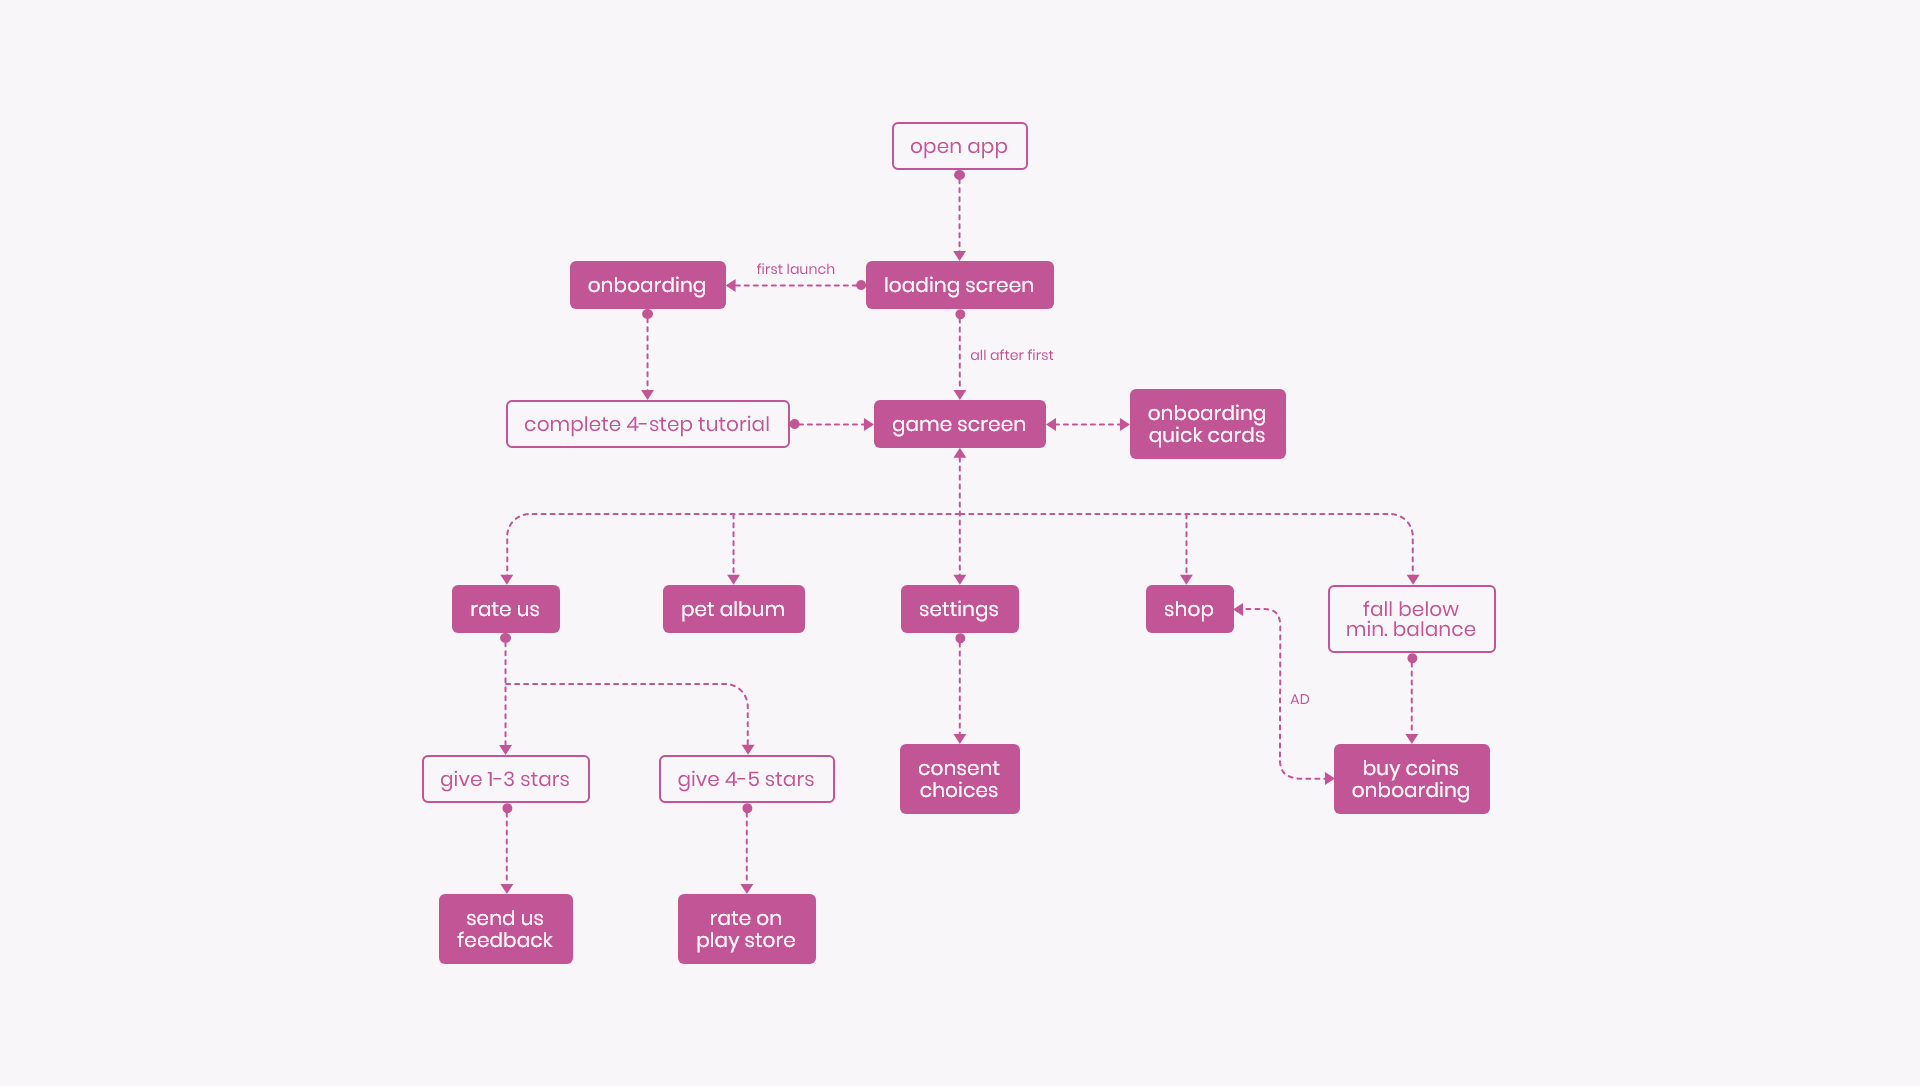 open app
onboarding
first launch
loading screen
all after first
complete 4-step tutorial
game screen
onboarding
quick cards
rate us
pet album
settings
shop
fall below
min. balance
AD
give 1-3 stars
give 4-5 stars
consent
choices
buy coins
onboarding
send us
feedback
rate on
play store